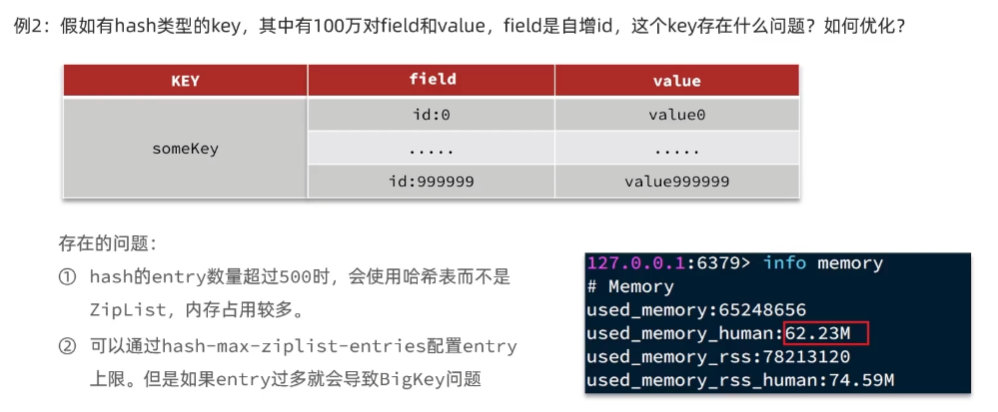 例2：假如有hash类型的key，其中有100万对field和value，field是自增id，这个key存在什么问题？如何优化？
KEY field value
someKey
id:0 value0
..... .....
id:999999 value999999
存在的问题：
① hash的entry数量超过500时，会使用哈希表而不是
ZipList，内存占用较多。
② 可以通过hash-max-ziplist-entries配置entry
上限。但是如果entry过多就会导致BigKey问题
127.0.0.1:6379> info memory
# Memory
used_memory:65248656
used_memory_human:62.23M
used_memory_rss:78213120
used_memory_rss_human:74.59M